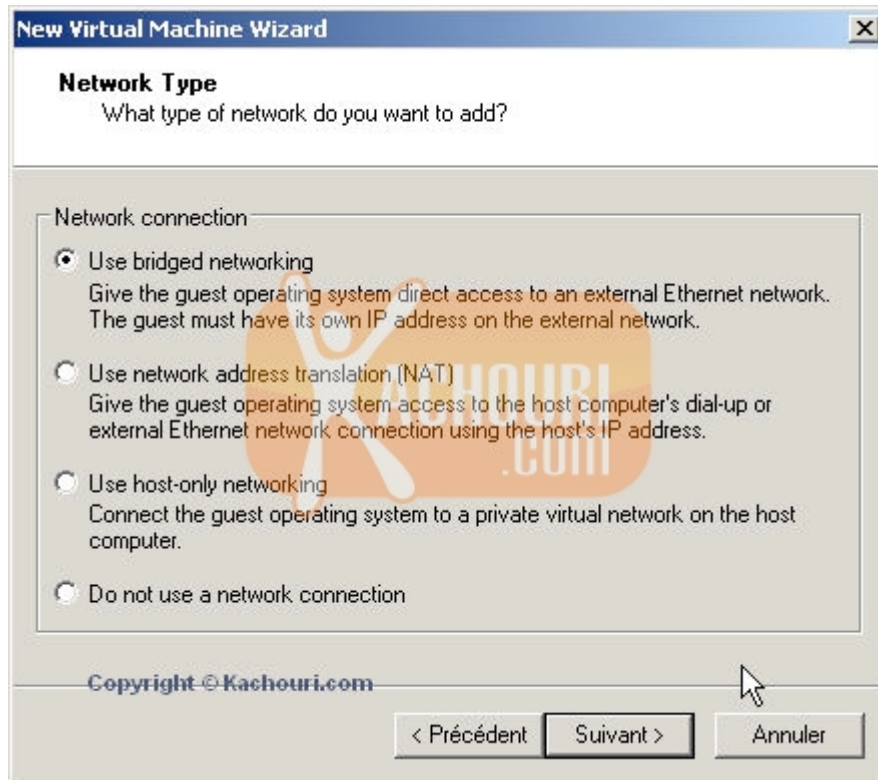 New Virtual Machine Wizard
Network Type
What type of network do you want to add?
Network connection
Use bridged networking
Give the guest operating system direct access to an external Ethernet network.
The guest must have its own IP address on the external network.
Use network address translation (NAT)
Give the guest operating system access to the host computer's dial-up or
external Ethernet network connection using the host's IP address.
KACHOURI
.com
Use host-only networking
Connect the guest operating system to a private virtual network on the host
computer.
Do not use a network connection
Copyright © Kachouri.com
< Précédent
Suivant >
Annuler